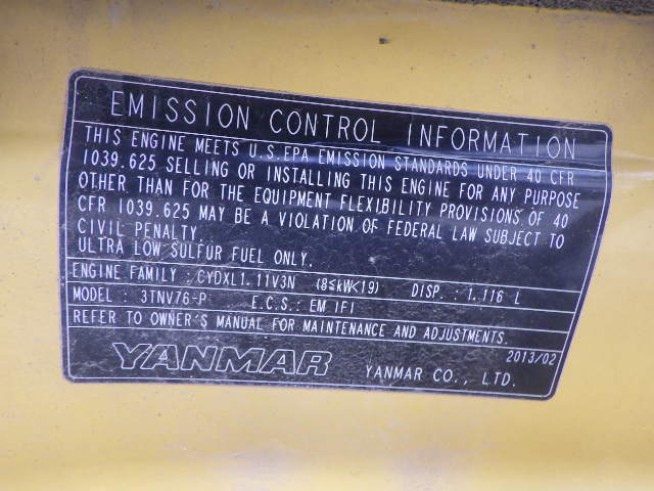 EMISSION CONTROL INFORMATION
THIS ENGINE MEETS U.S.EPA EMISSION STANDARDS UNDER 40 CFR
1039.625 SELLING OR INSTALLING THIS ENGINE FOR ANY PURPOSE
OTHER THAN FOR THE EQUIPMENT FLEXIBILITY PROVISIONS OF 40
CFR 1039.625 MAY BE A VIOLATION OF FEDERAL LAW SUBJECT TO
CIVIL PENALTY.
ULTRA LOW SULFUR FUEL ONLY.
ENGINE FAMILY : CYDXL1.11V3N (8≤kW<19) DISP. : 1.116 L
MODEL : 3TNV76-P E.C.S: EM IFI
REFER TO OWNER'S MANUAL FOR MAINTENANCE AND ADJUSTMENTS.
2013/02
YANMAR YANMAR CO., LTD.